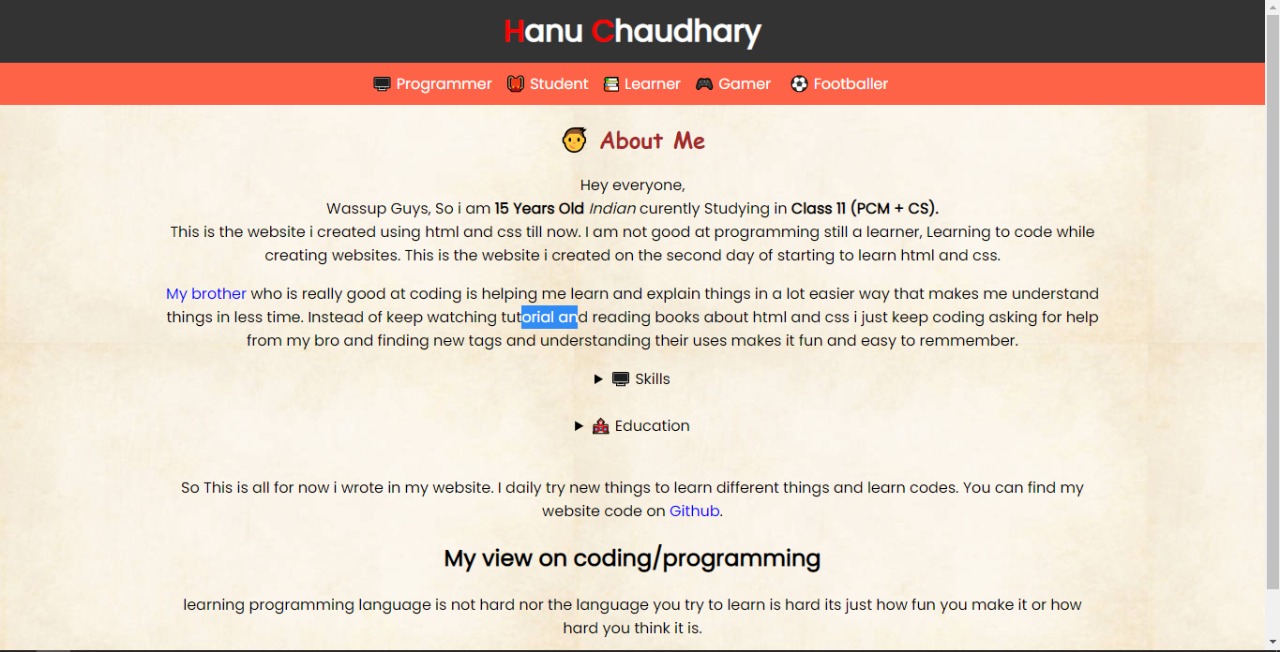 Hanu Chaudhary
Programmer Student Learner Gamer Footballer
About Me
Hey everyone,
Wassup Guys, So i am 15 Years Old Indian curently Studying in Class 11 (PCM + CS).
This is the website i created using html and css till now. I am not good at programming still a learner, Learning to code while
creating websites. This is the website i created on the second day of starting to learn html and css.
My brother who is really good at coding is helping me learn and explain things in a lot easier way that makes me understand
things in less time. Instead of keep watching tutorial and reading books about html and css i just keep coding asking for help
from my bro and finding new tags and understanding their uses makes it fun and easy to remmember.
Skills
Education
So This is all for now i wrote in my website. I daily try new things to learn different things and learn codes. You can find my
website code on Github.
My view on coding/programming
learning programming language is not hard nor the language you try to learn is hard its just how fun you make it or how
hard you think it is.